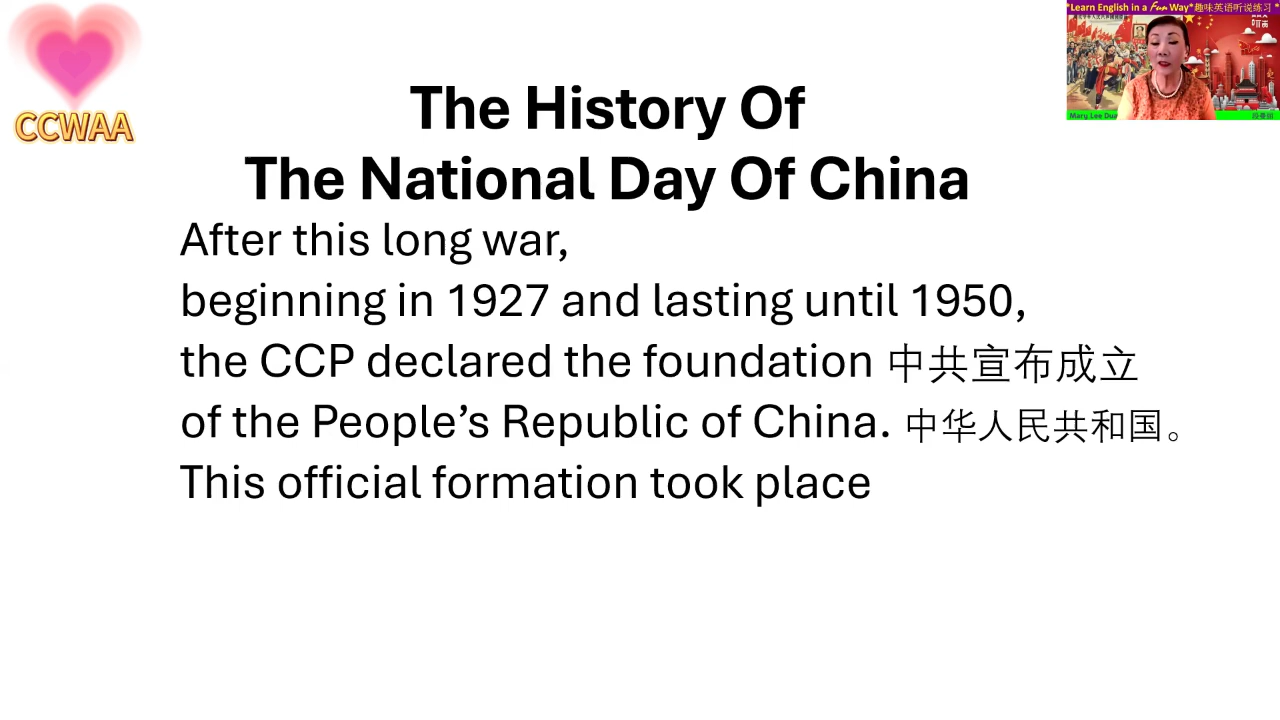 CCWAA
*Learn English in a Fun Way*趣味英语听说练习 *
The History Of
The National Day Of China
After this long war,
beginning in 1927 and lasting until 1950,
the CCP declared the foundation 中共宣布成立
of the People’s Republic of China. 中华人民共和国。
This official formation took place
Mary Lee Dua